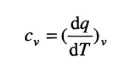 c_v = (dq/dT)_v